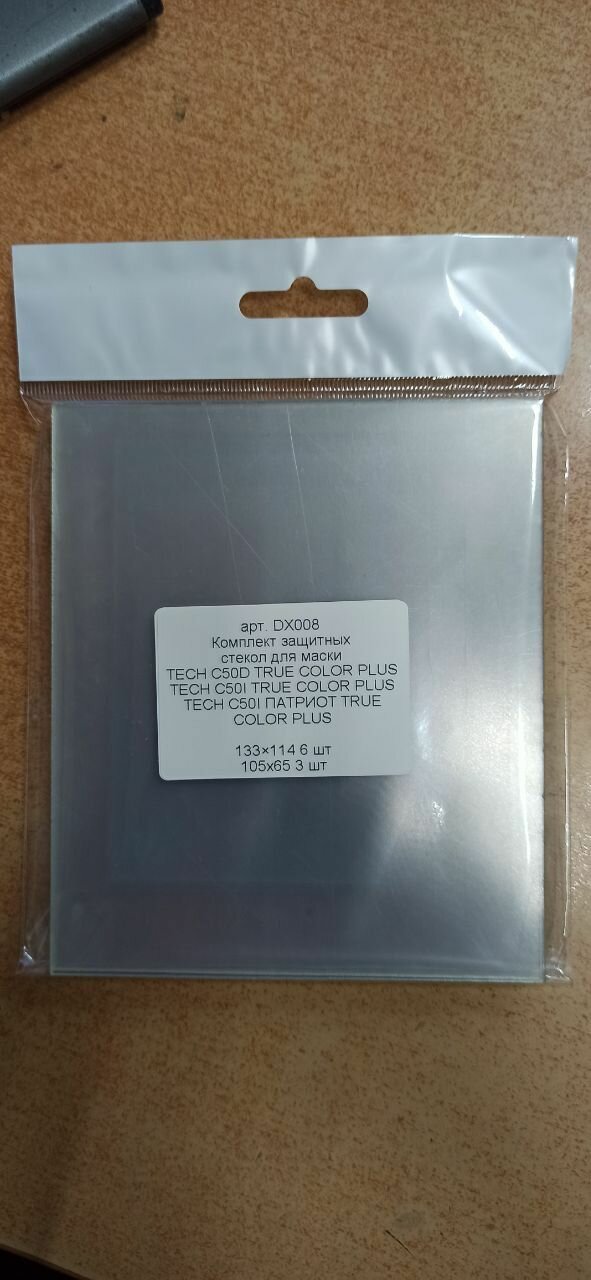 арт. DX008
Комплект защитных
стекол для маски
TECH C50D TRUE COLOR PLUS
TECH C50I TRUE COLOR PLUS
TECH C50I ПАТРИОТ TRUE
COLOR PLUS
133×114 6 шт
105x65 3 шт